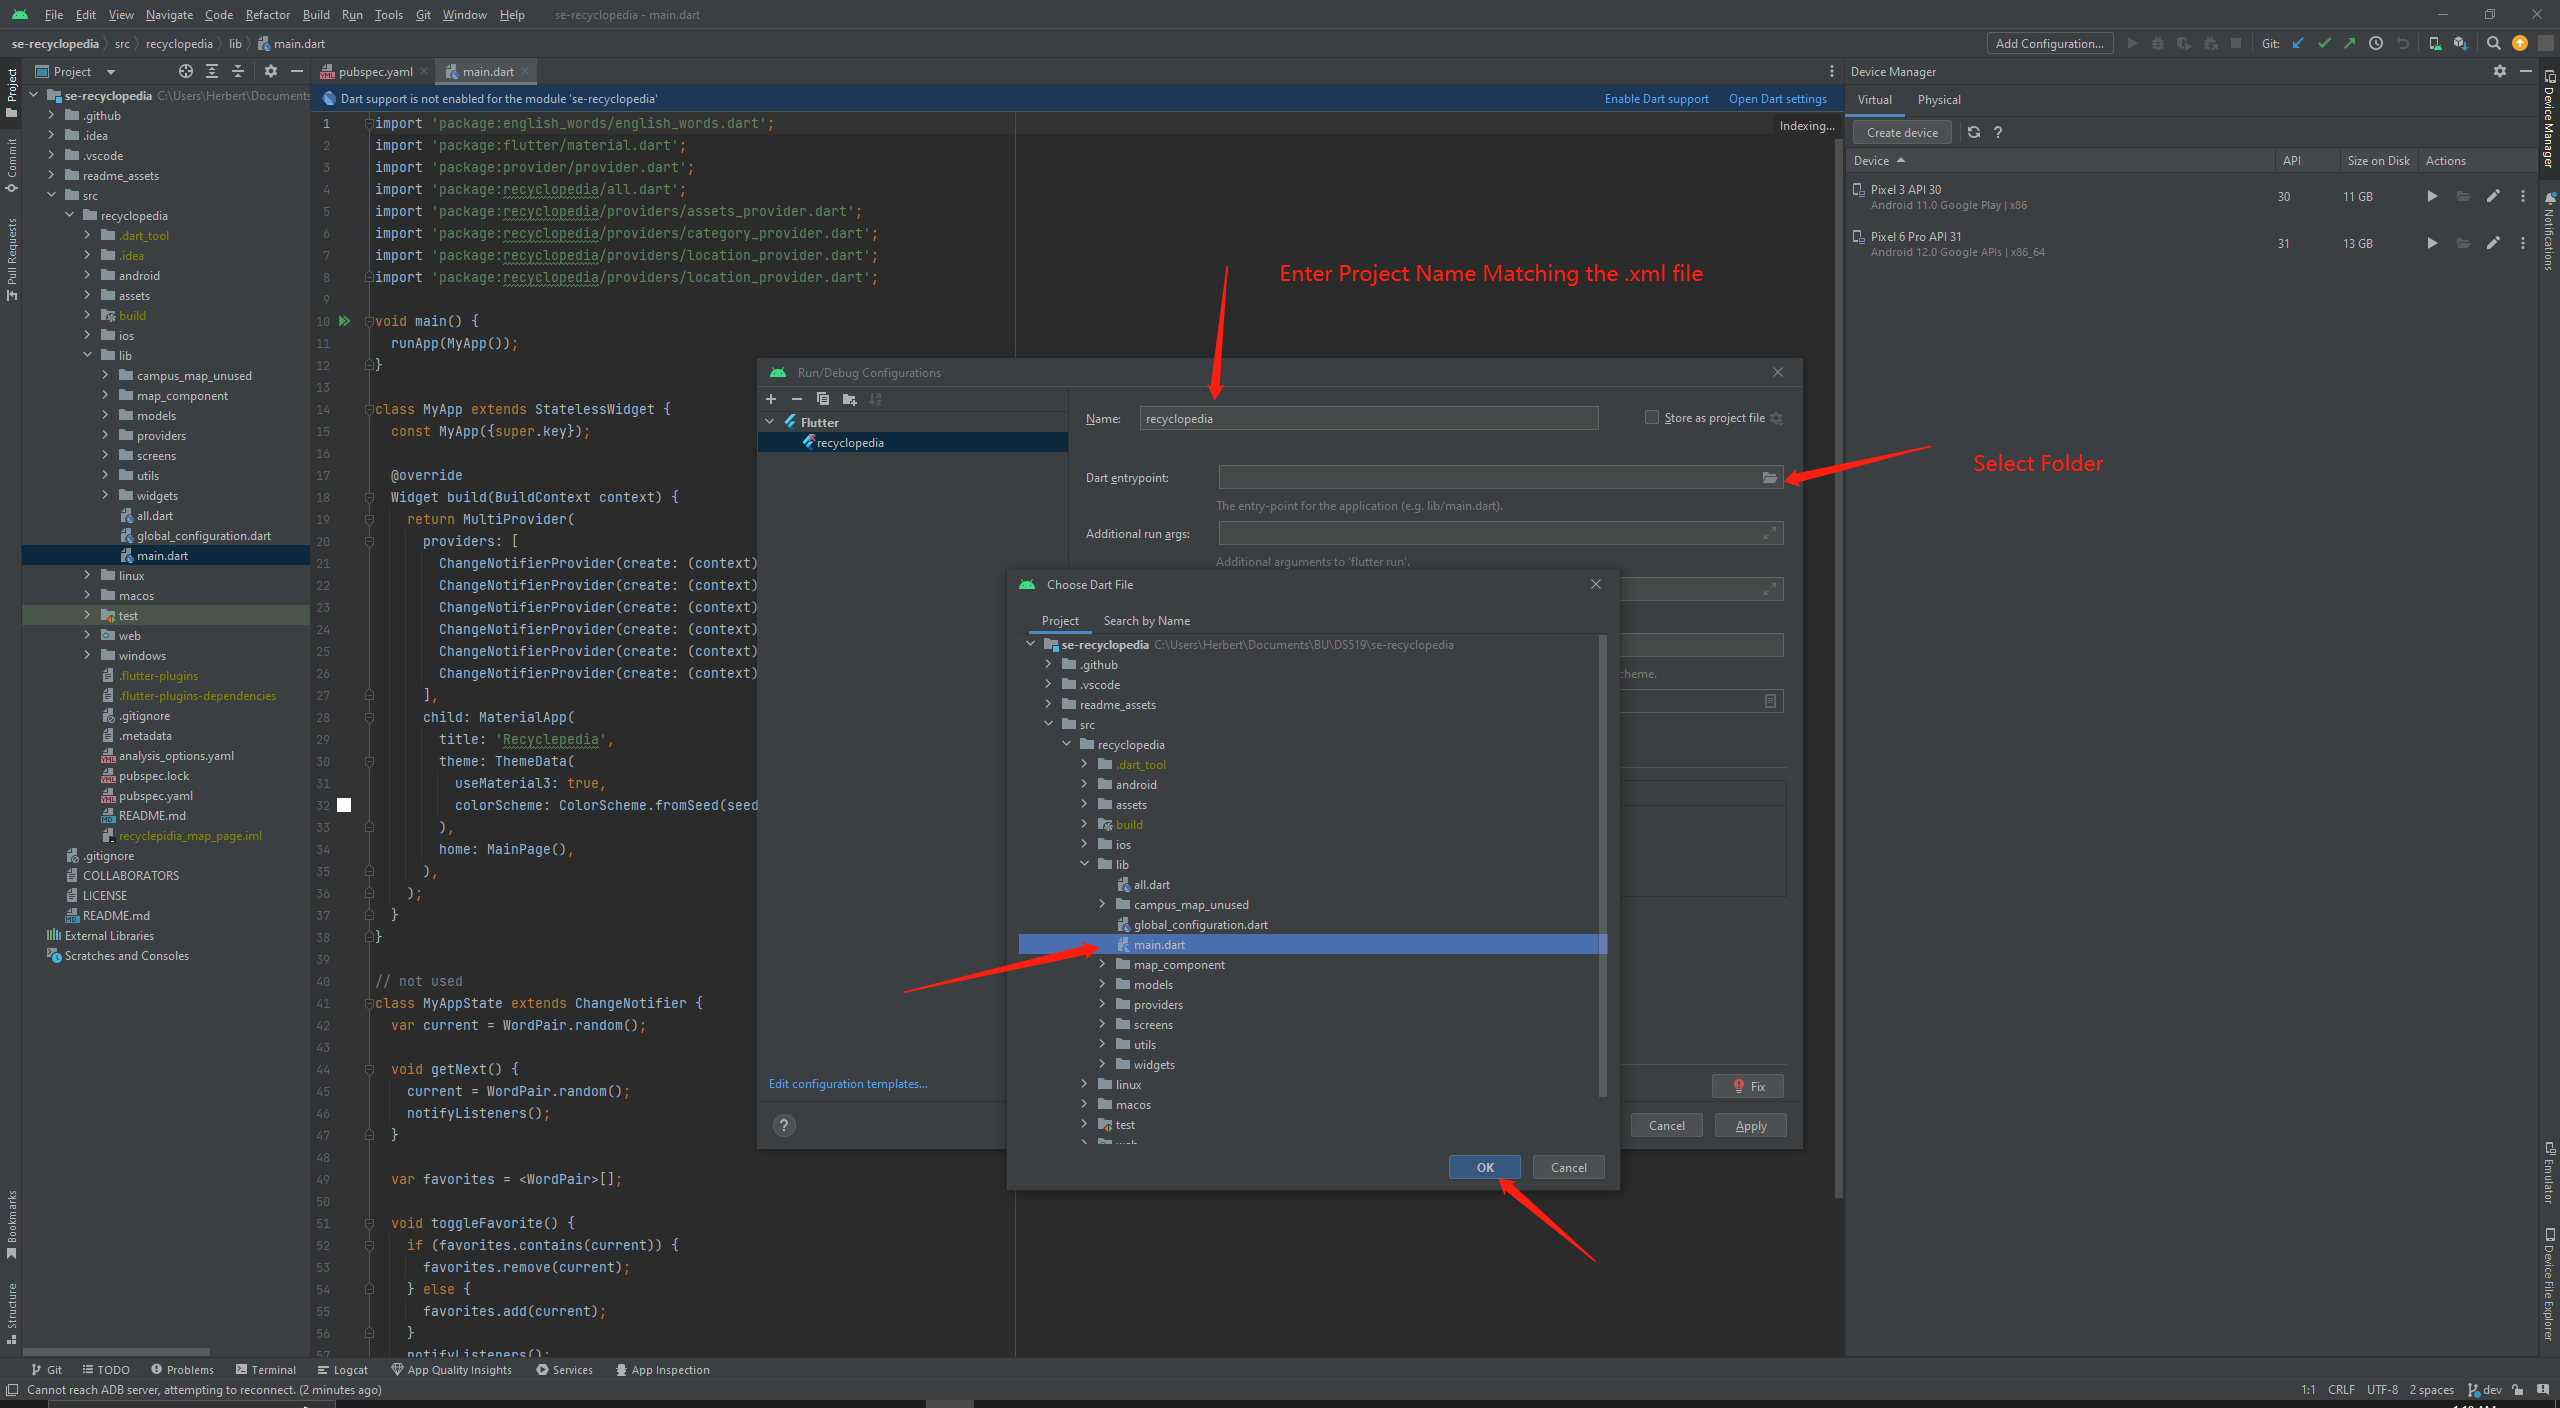 File Edit View Navigate Code Refactor Build Run Tools Git Window Help se-recyclopedia - main.dart
se-recyclopedia src recyclopedia lib main.dart
Add Configuration... Git:
Project
pubspec.yaml main.dart
Dart support is not enabled for the module 'se-recyclopedia' Enable Dart support Open Dart settings
Indexing...
Project
Commit
Pull Requests
Bookmarks
Structure
se-recyclopedia C:\Users\Herbert\Documents
.github
.idea
.vscode
readme_assets
src
recyclopedia
.dart_tool
.idea
android
assets
build
ios
lib
campus_map_unused
map_component
models
providers
screens
utils
widgets
all.dart
global_configuration.dart
main.dart
linux
macos
test
web
windows
.flutter-plugins
.flutter-plugins-dependencies
.gitignore
.metadata
analysis_options.yaml
pubspec.lock
pubspec.yaml
README.md
recyclepidia_map_page.iml
.gitignore
COLLABORATORS
LICENSE
README.md
External Libraries
Scratches and Consoles
1 import 'package:english_words/english_words.dart';
2 import 'package:flutter/material.dart';
3 import 'package:provider/provider.dart';
4 import 'package:recyclopedia/all.dart';
5 import 'package:recyclopedia/providers/assets_provider.dart';
6 import 'package:recyclopedia/providers/category_provider.dart';
7 import 'package:recyclopedia/providers/location_provider.dart';
8 import 'package:recyclopedia/providers/location_provider.dart';
9
10 void main() {
11 runApp(MyApp());
12 }
13
14 class MyApp extends StatelessWidget {
15 const MyApp({super.key});
16
17 @override
18 Widget build(BuildContext context) {
19 return MultiProvider(
20 providers: [
21 ChangeNotifierProvider(create: (context)
22 ChangeNotifierProvider(create: (context)
23 ChangeNotifierProvider(create: (context)
24 ChangeNotifierProvider(create: (context)
25 ChangeNotifierProvider(create: (context)
26 ChangeNotifierProvider(create: (context)
27 ],
28 child: MaterialApp(
29 title: 'Recyclepedia',
30 theme: ThemeData(
31 useMaterial3: true,
32 colorScheme: ColorScheme.fromSeed(seed
33 ),
34 home: MainPage(),
35 ),
36 );
37 }
38 }
39
40 // not used
41 class MyAppState extends ChangeNotifier {
42 var current = WordPair.random();
43
44 void getNext() {
45 current = WordPair.random();
46 notifyListeners();
47 }
48
49 var favorites = <WordPair>[];
50
51 void toggleFavorite() {
52 if (favorites.contains(current)) {
53 favorites.remove(current);
54 } else {
55 favorites.add(current);
56 }
57 notifyListeners();
Enter Project Name Matching the .xml file
Select Folder
Run/Debug Configurations
Flutter
recyclopedia
Name: recyclopedia Store as project file
Dart entrypoint:
The entry-point for the application (e.g. lib/main.dart).
Additional run args:
Additional arguments to 'flutter run'.
cheme.
Edit configuration templates...
Fix
?
Cancel Apply
Choose Dart File
Project Search by Name
se-recyclopedia C:\Users\Herbert\Documents\BU\DS519\se-recyclopedia
.github
.vscode
readme_assets
src
recyclopedia
.dart_tool
android
assets
build
ios
lib
all.dart
campus_map_unused
global_configuration.dart
main.dart
map_component
models
providers
screens
utils
widgets
linux
macos
test
web
OK Cancel
Device Manager
Virtual Physical
Create device ?
Device API Size on Disk Actions
Pixel 3 API 30 30 11 GB
Android 11.0 Google Play | x86
Pixel 6 Pro API 31 31 13 GB
Android 12.0 Google APIs | x86_64
Device Manager
Notifications
Emulator
Device File Explorer
Git TODO Problems Terminal Logcat App Quality Insights Services App Inspection
Cannot reach ADB server, attempting to reconnect. (2 minutes ago) 1:1 CRLF UTF-8 2 spaces dev